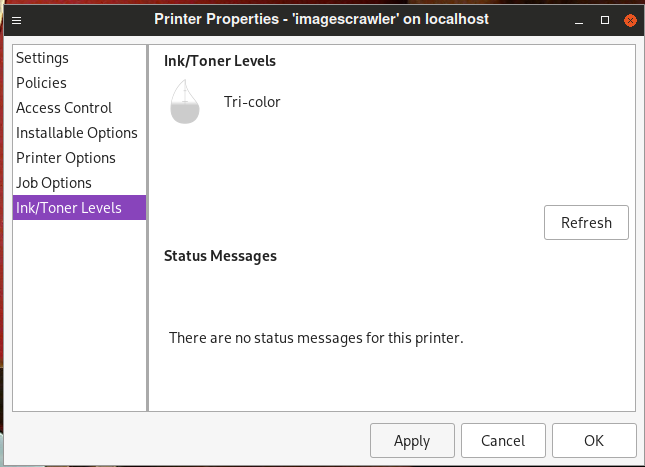 Printer Properties - 'imagescrawler' on localhost
Settings
Policies
Access Control
Installable Options
Printer Options
Job Options
Ink/Toner Levels
Ink/Toner Levels
Tri-color
Refresh
Status Messages
There are no status messages for this printer.
Apply
Cancel
OK